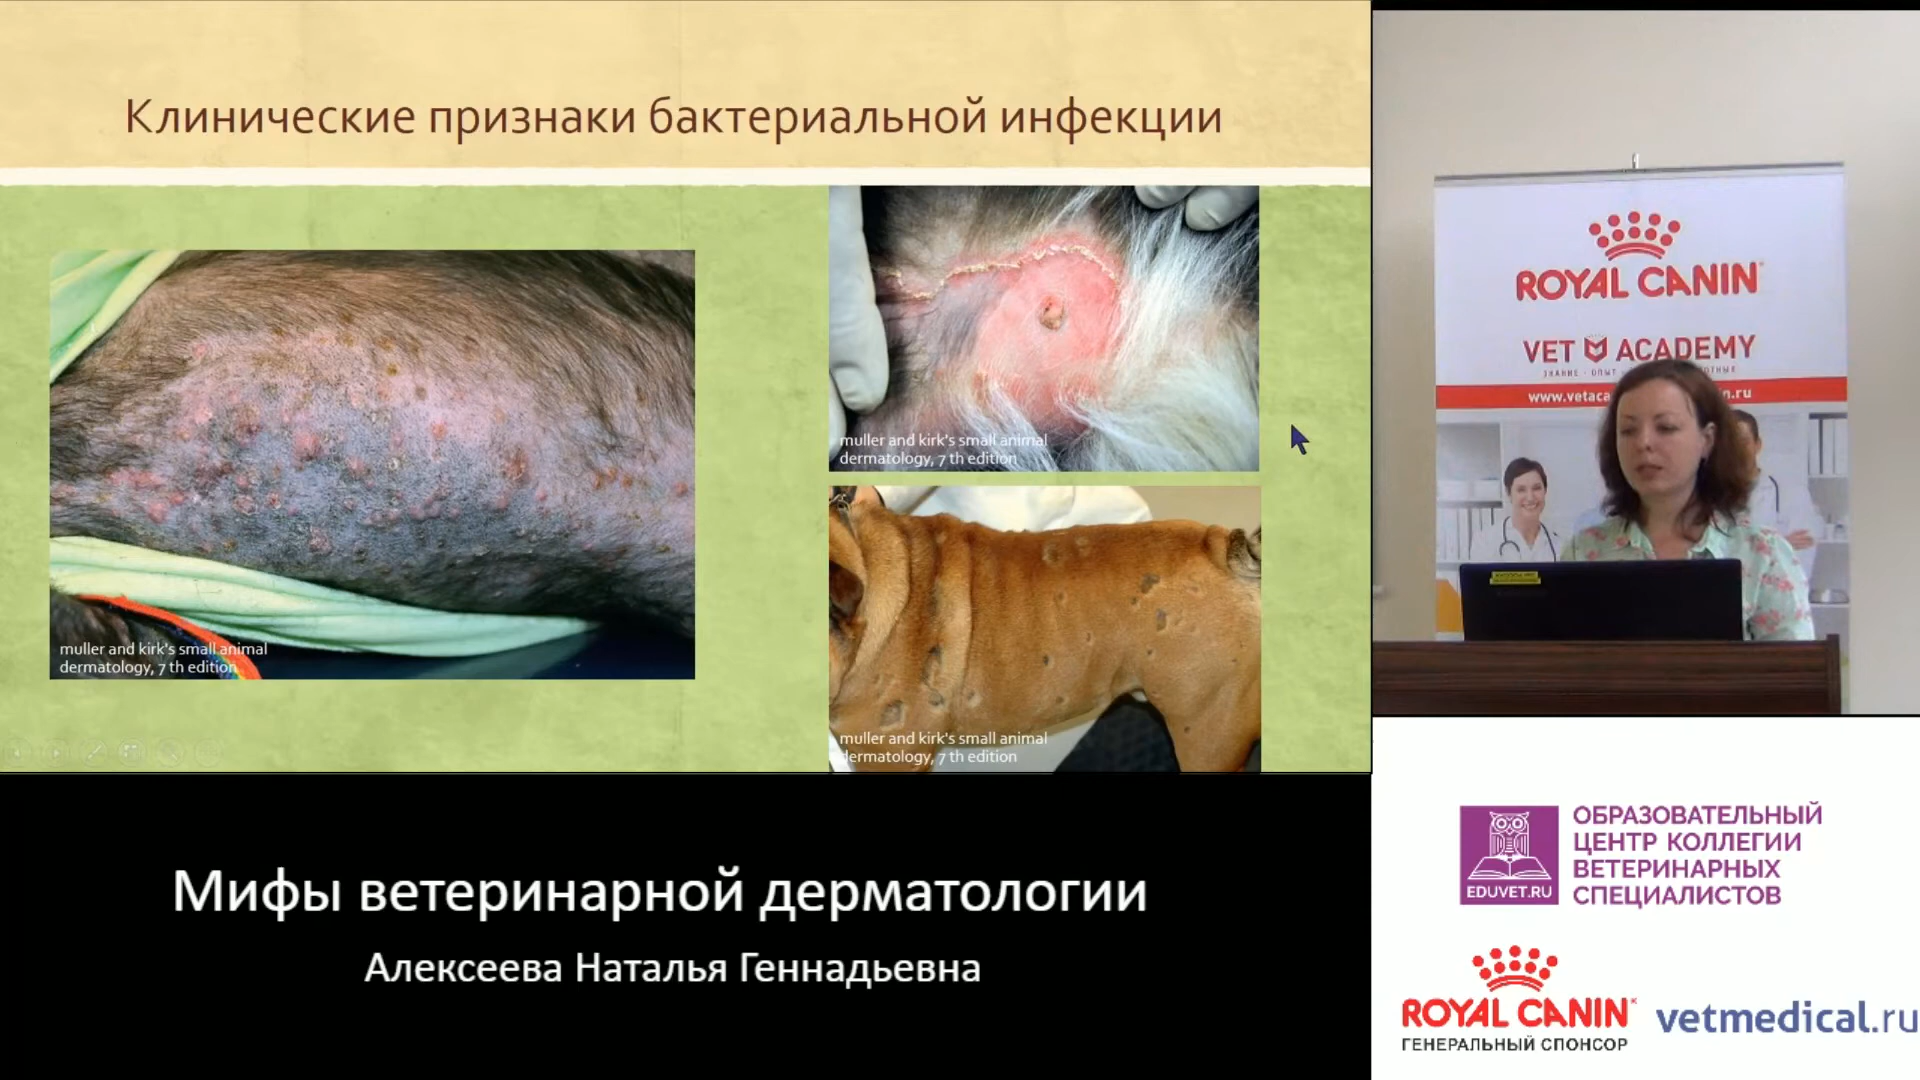 Клинические признаки бактериальной инфекции
muller and kirk's small animal
dermatology, 7 th edition
muller and kirk's small animal
dermatology, 7 th edition
muller and kirk's small animal
dermatology, 7 th edition
ROYAL CANIN
VET ACADEMY
www.vetaca
n.ru
Мифы ветеринарной дерматологии
Алексеева Наталья Геннадьевна
EDUVET.RU
ОБРАЗОВАТЕЛЬНЫЙ
ЦЕНТР КОЛЛЕГИИ
ВЕТЕРИНАРНЫХ
СПЕЦИАЛИСТОВ
ROYAL CANIN
ГЕНЕРАЛЬНЫЙ СПОНСОР
vetmedical.ru